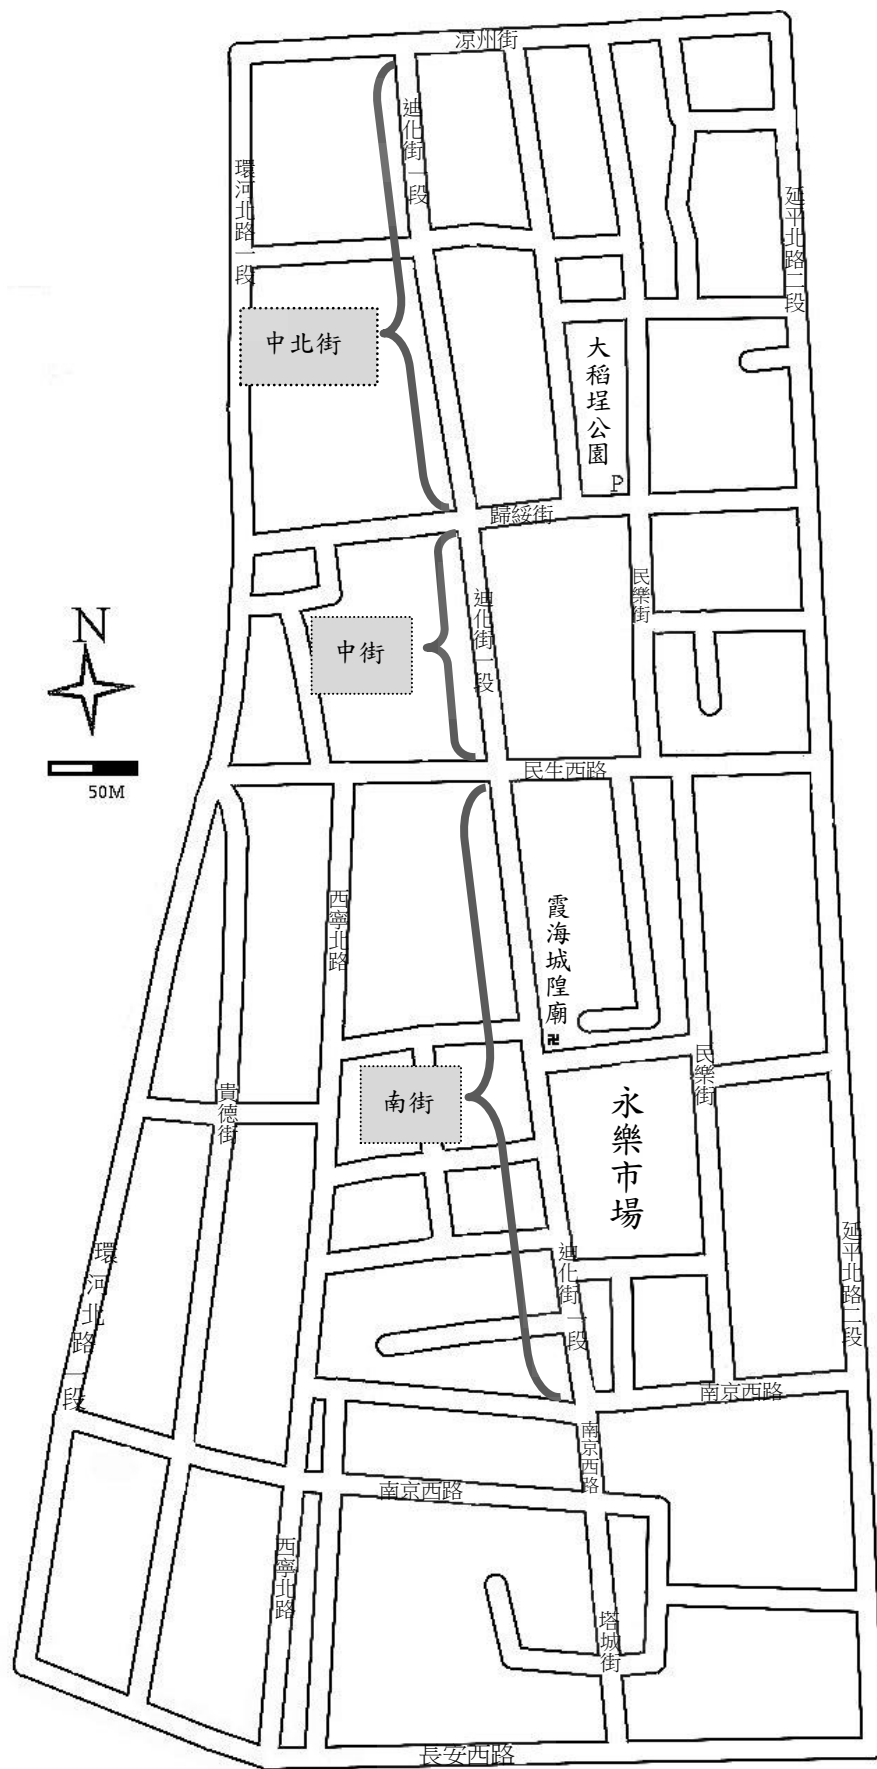 涼州街
迪化街一段
環河北路一段
延平北路二段
中北街
大稻埕公園
P
歸綏街
民樂街
迪化街一段
N
中街
50M
民生西路
西寧北路
霞海城隍廟
卍
民樂街
南街
貴德街
永樂市場
環河北路一段
迪化街一段
延平北路二段
南京西路
南京西路
南京西路
西寧北路
塔城街
長安西路